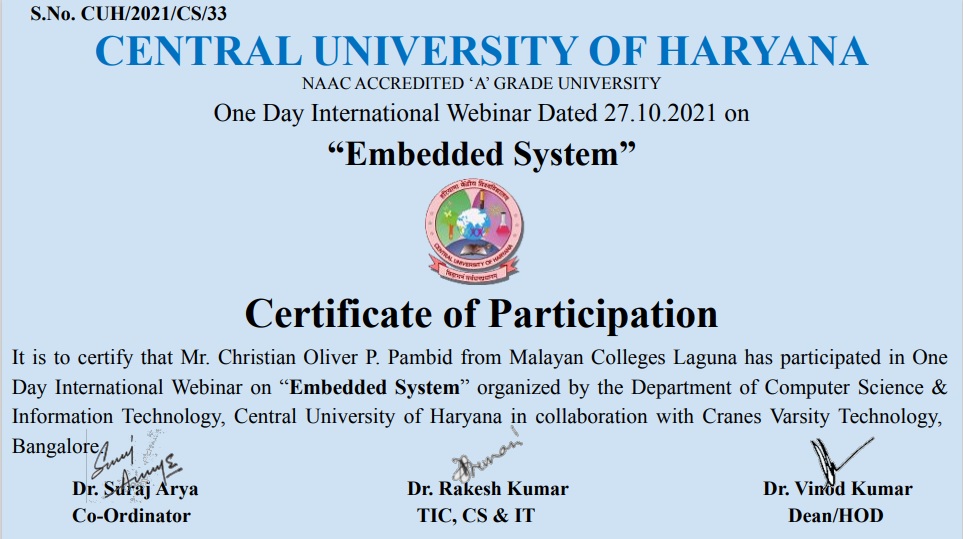 S.No. CUH/2021/CS/33
CENTRAL UNIVERSITY OF HARYANA
NAAC ACCREDITED ‘A’ GRADE UNIVERSITY
One Day International Webinar Dated 27.10.2021 on
“Embedded System”
हरियाणा केंद्रीय विश्वविद्यालय
CENTRAL UNIVERSITY OF HARYANA
Certificate of Participation
It is to certify that Mr. Christian Oliver P. Pambid from Malayan Colleges Laguna has participated in One
Day International Webinar on “Embedded System” organized by the Department of Computer Science &
Information Technology, Central University of Haryana in collaboration with Cranes Varsity Technology,
Bangalore.
Dr. Suraj Arya Dr. Rakesh Kumar Dr. Vinod Kumar
Co-Ordinator TIC, CS & IT Dean/HOD